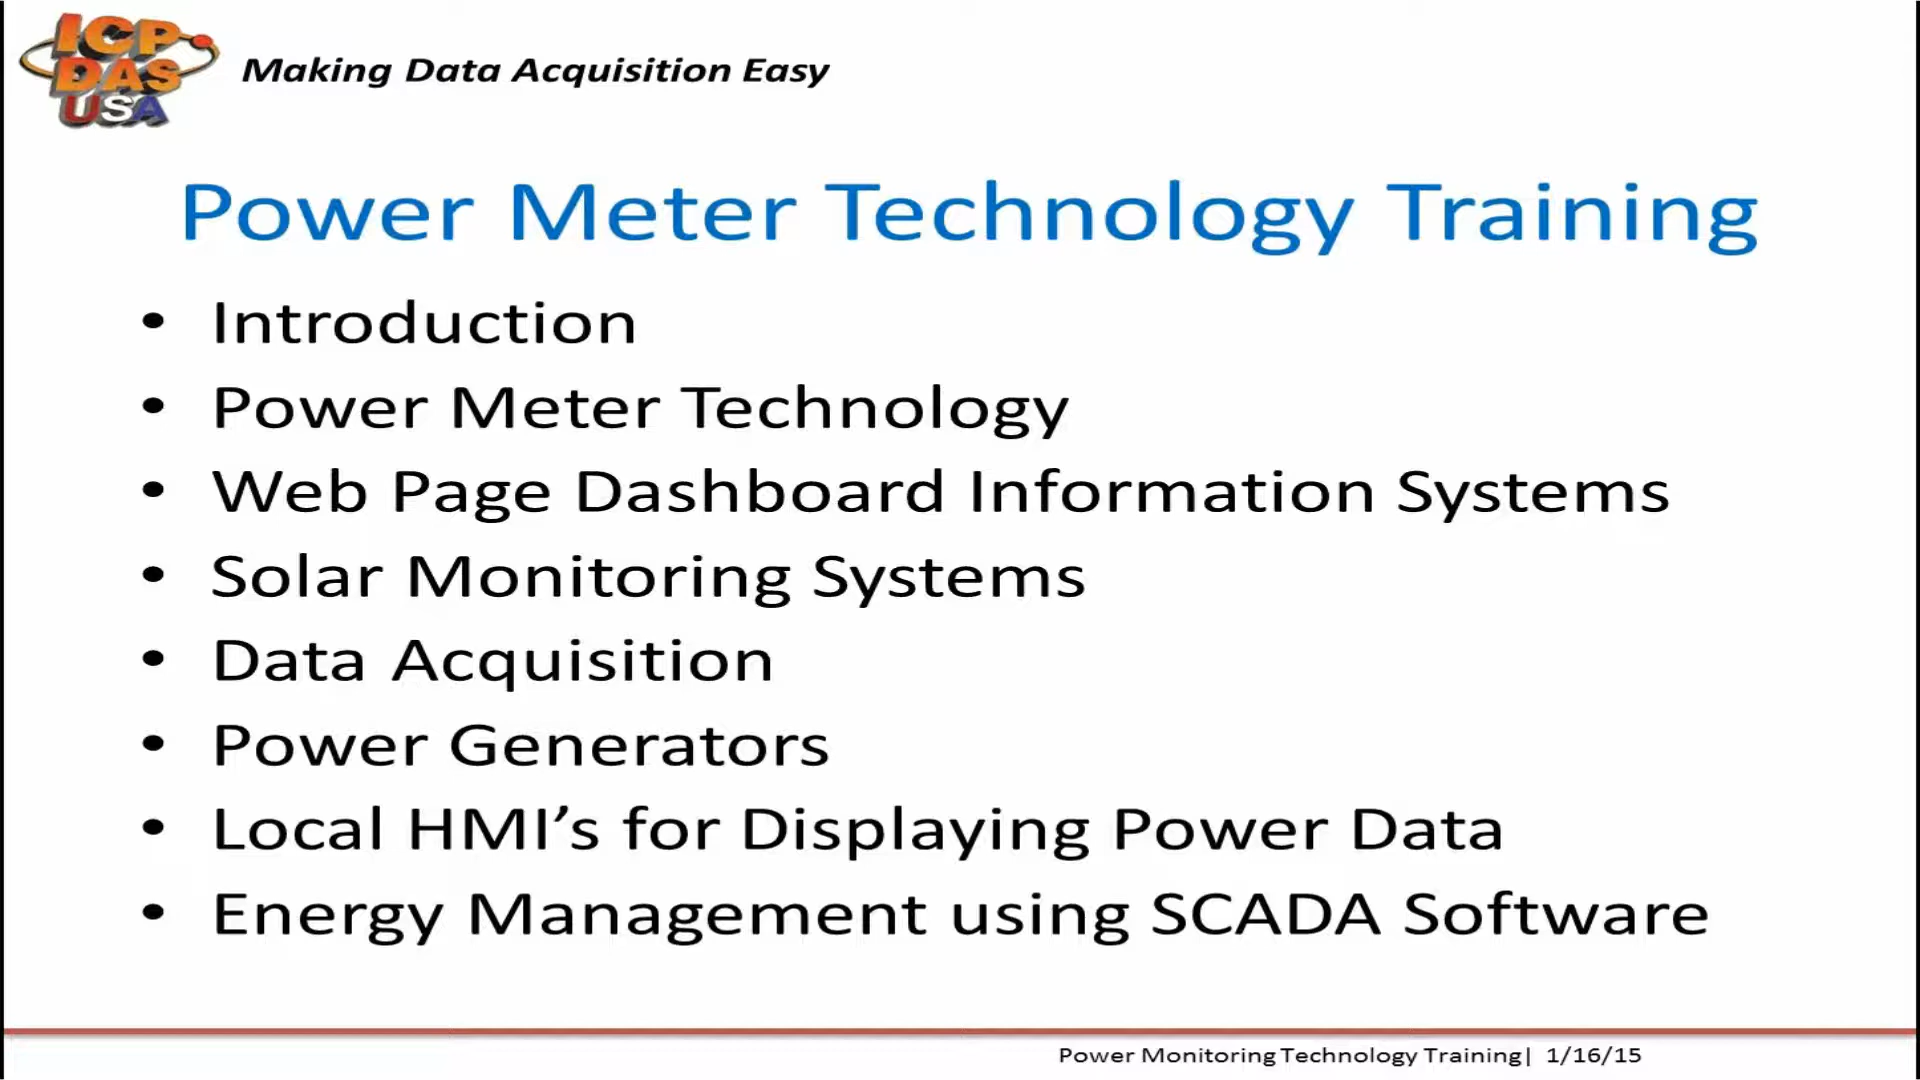 ICP
DAS
USA
Making Data Acquisition Easy
Power Meter Technology Training
• Introduction
• Power Meter Technology
• Web Page Dashboard Information Systems
• Solar Monitoring Systems
• Data Acquisition
• Power Generators
• Local HMI’s for Displaying Power Data
• Energy Management using SCADA Software
Power Monitoring Technology Training| 1/16/15